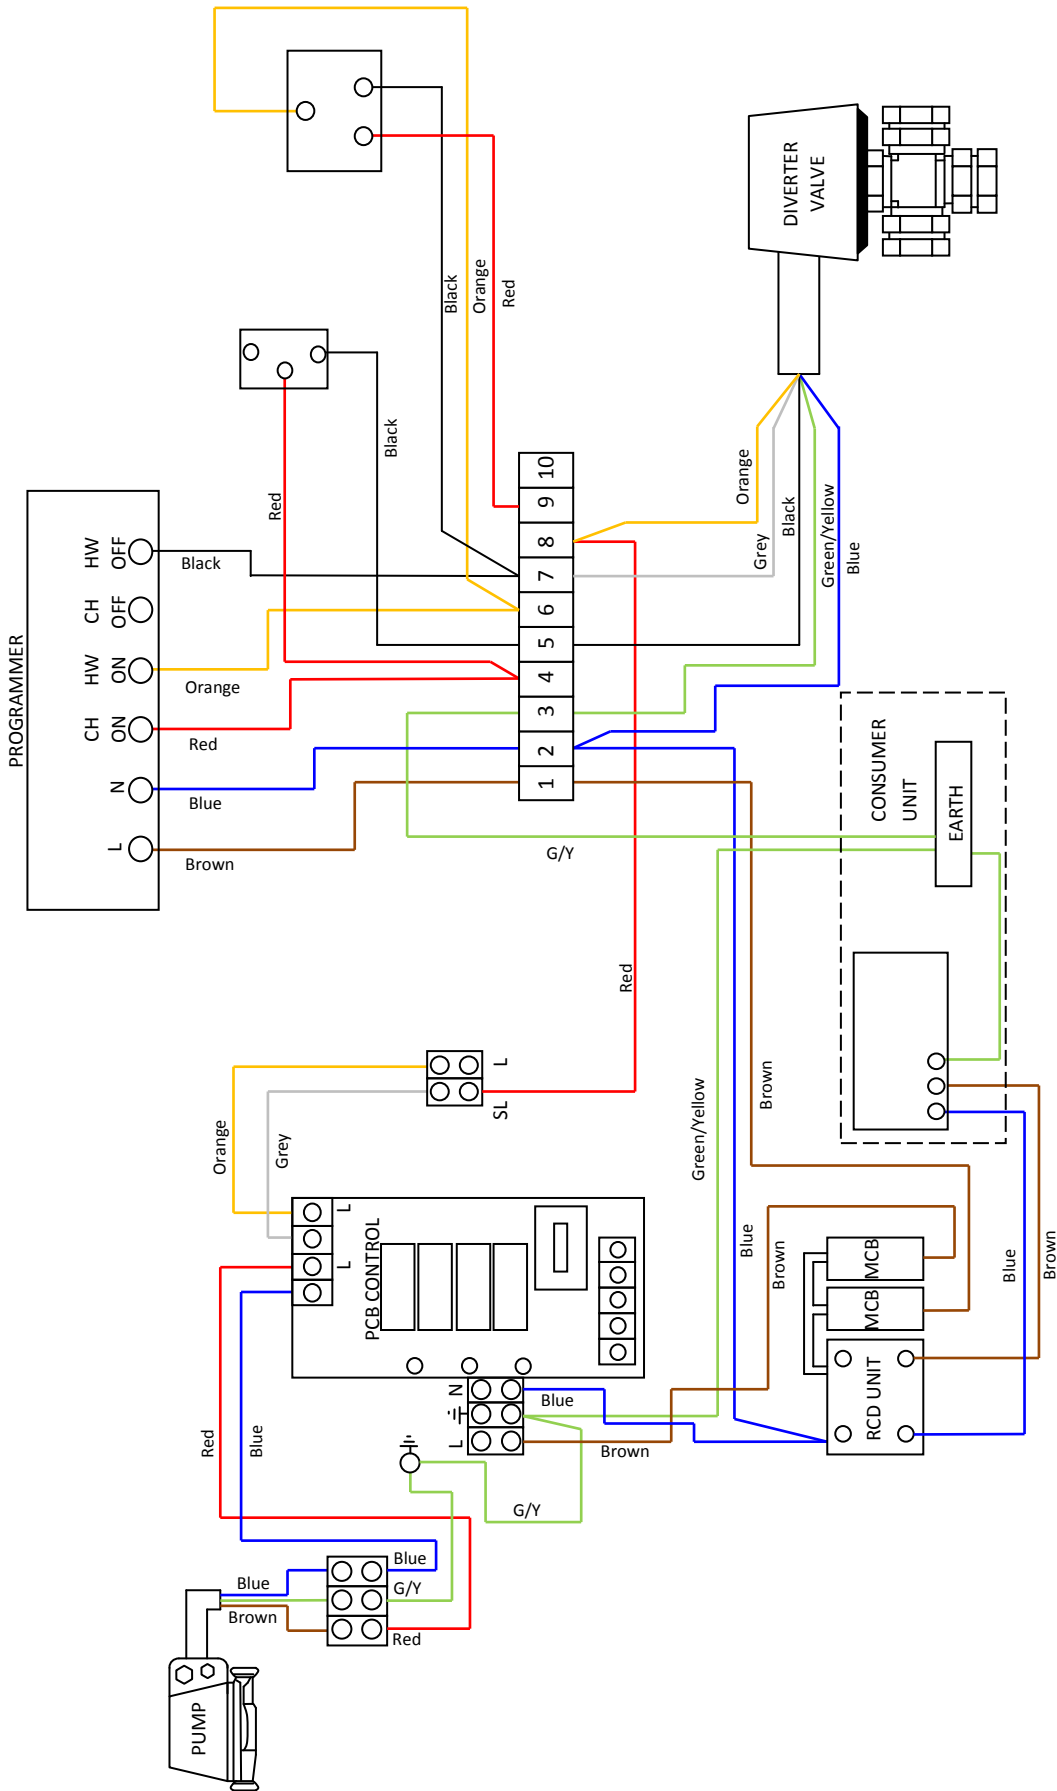 PROGRAMMER
HW
OFF
CH
OFF
HW
ON
CH
ON
N
L
Black
Orange
Red
Blue
Brown
Red
Black
Black
Orange
Red
10
9
8
7
6
5
4
3
2
1
DIVERTER
VALVE
Orange
Grey
Black
Green/Yellow
Blue
G/Y
Red
CONSUMER
UNIT
EARTH
Brown
Green/Yellow
Blue
Brown
Blue
Brown
MCB
MCB
RCD UNIT
L
SL
Orange
Grey
L
L
PCB CONTROL
N
L
Blue
Brown
G/Y
Red
Blue
Blue
G/Y
Red
Blue
Brown
PUMP